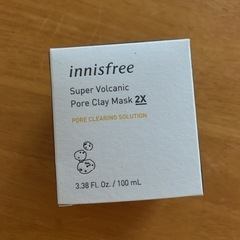 innisfree
Super Volcanic
Pore Clay Mask 2X
PORE CLEARING SOLUTION
3.38 Fl. Oz. / 100 mL